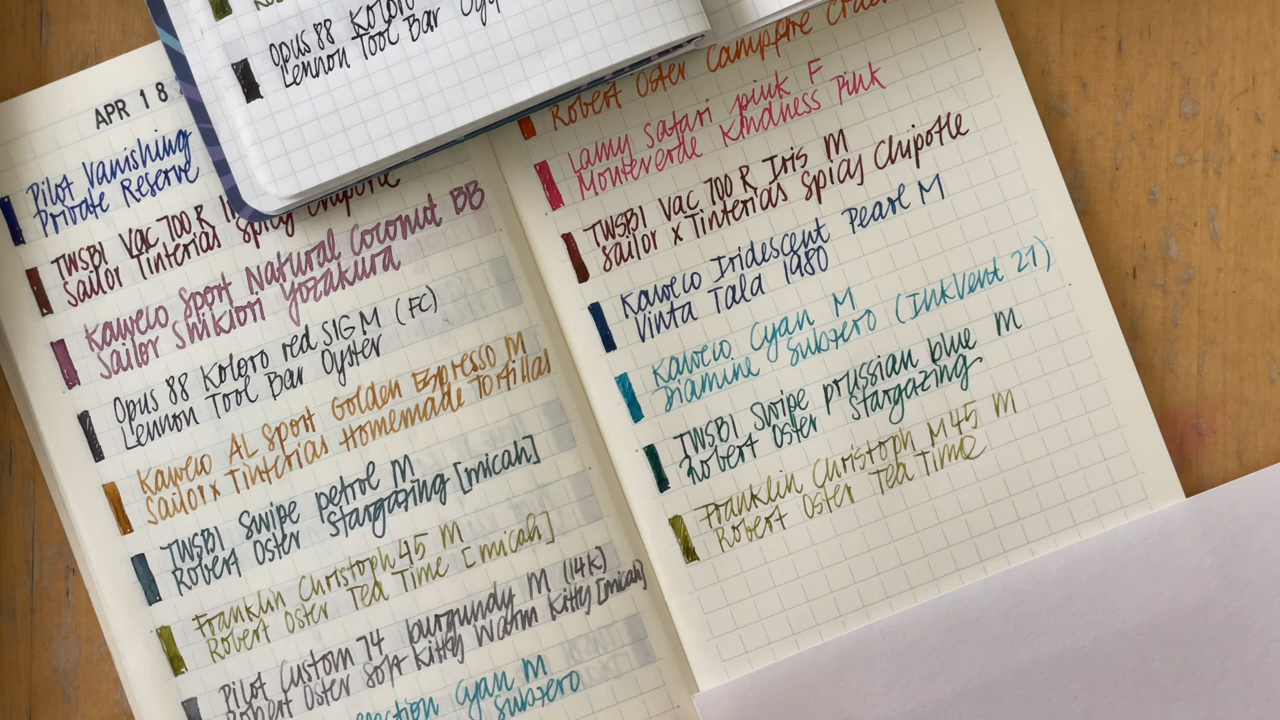 Opus 88 Koloro
Lennon Tool Bar
APR 18
Pilot Vanishing
Private Reserve
TWSBI Vac 700 R
Sailor Tinterias Spicy Chipotle
Kaweco Sport Natural Coconut BB
Sailor Shikiori Yozakura
Opus 88 Koloro red SIG M (FC)
Lennon Tool Bar Oyster
Kaweco AL Sport Golden Espresso M
Sailor x Tinterias Homemade Tortillas
TWSBI Swipe petrol M
Robert Oster Stargazing [micah]
Franklin Christoph 45 M
Robert Oster Tea Time [micah]
Pilot Custom 74 burgundy M (14K)
Robert Oster Soft Kitty Warm Kitty [micah]
Cyan M
Subzero
Robert Oster Campfire
Lamy Safari pink F
Monteverde Kindness Pink
TWSBI Vac 700 R Iris M
Sailor x Tinterias Spicy Chipotle
Kaweco Iridescent Pearl M
Vinta Tala 1980
Kaweco Cyan M
Diamine Subzero (InkVent 21)
TWSBI Swipe prussian blue M
Robert Oster Stargazing
Franklin Christoph M45 M
Robert Oster Tea Time